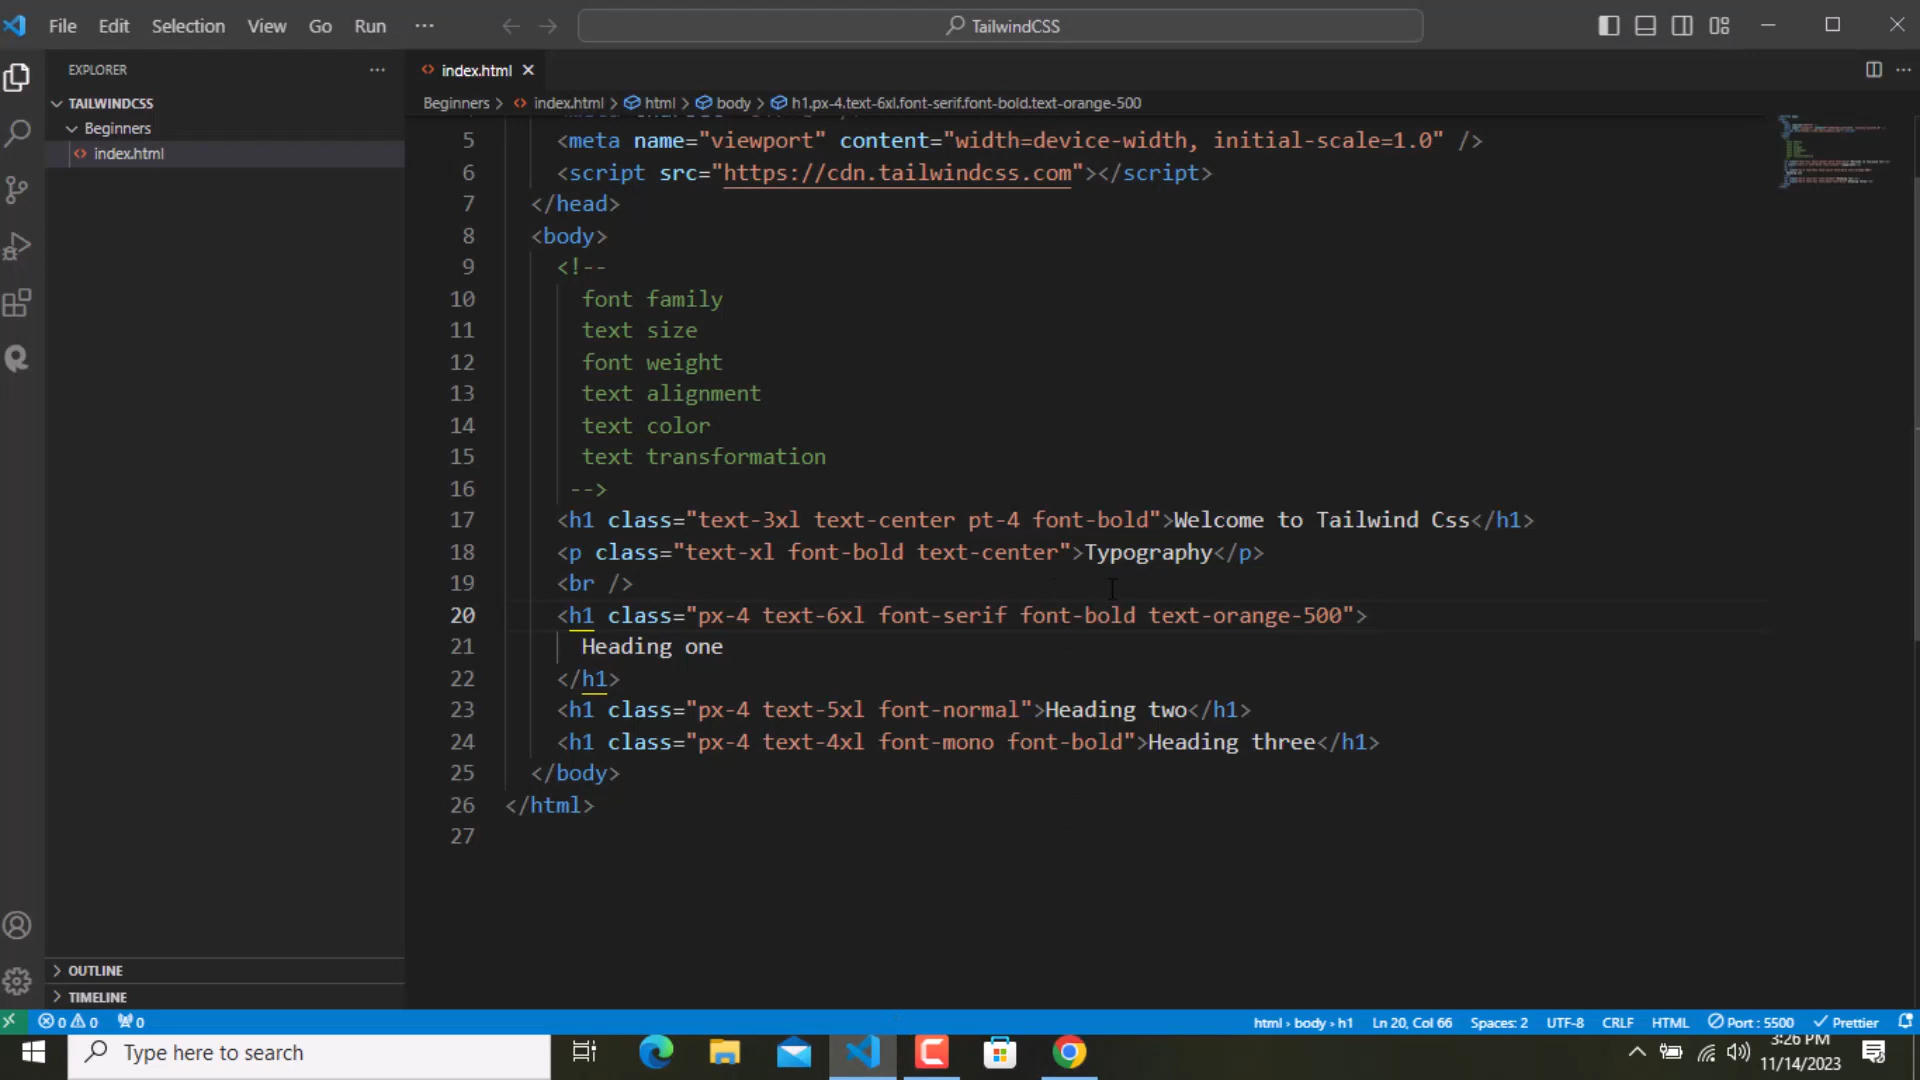 File Edit Selection View Go Run ···
TailwindCSS
EXPLORER
TAILWINDCSS
Beginners
index.html
OUTLINE
TIMELINE
index.html
Beginners > index.html > html > body > h1.px-4.text-6xl.font-serif.font-bold.text-orange-500
5 <meta name="viewport" content="width=device-width, initial-scale=1.0" />
6 <script src="https://cdn.tailwindcss.com"></script>
7 </head>
8 <body>
9 <!--
10 font family
11 text size
12 font weight
13 text alignment
14 text color
15 text transformation
16 -->
17 <h1 class="text-3xl text-center pt-4 font-bold">Welcome to Tailwind Css</h1>
18 <p class="text-xl font-bold text-center">Typography</p>
19 <br />
20 <h1 class="px-4 text-6xl font-serif font-bold text-orange-500">
21 Heading one
22 </h1>
23 <h1 class="px-4 text-5xl font-normal">Heading two</h1>
24 <h1 class="px-4 text-4xl font-mono font-bold">Heading three</h1>
25 </body>
26 </html>
27
0 0 0 html > body > h1 Ln 20, Col 66 Spaces: 2 UTF-8 CRLF HTML Port : 5500 Prettier
Type here to search
3:26 PM
11/14/2023